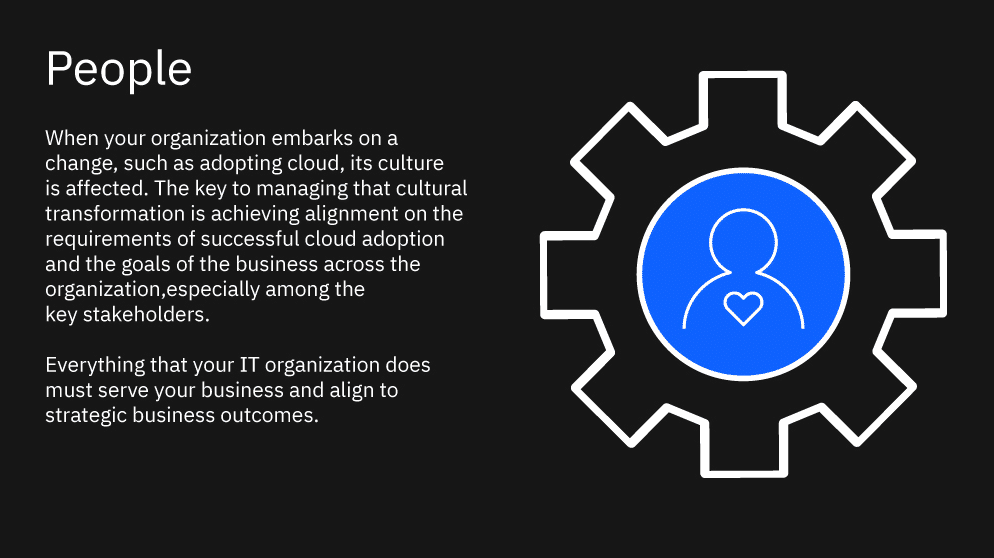 People
When your organization embarks on a
change, such as adopting cloud, its culture
is affected. The key to managing that cultural
transformation is achieving alignment on the
requirements of successful cloud adoption
and the goals of the business across the
organization,especially among the
key stakeholders.
Everything that your IT organization does
must serve your business and align to
strategic business outcomes.